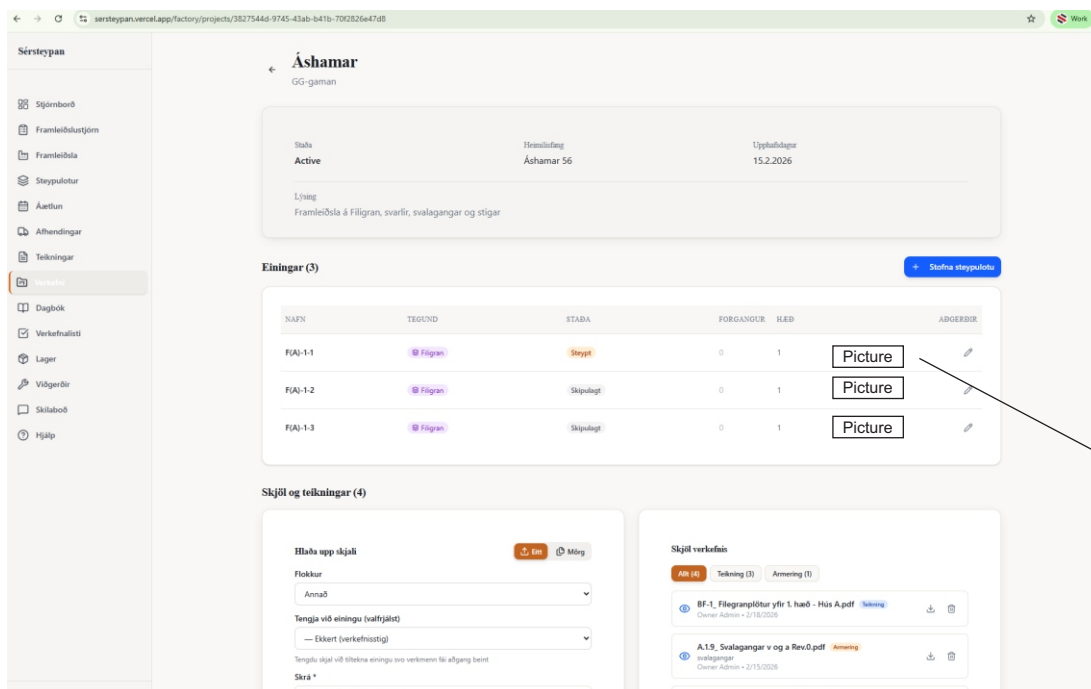 sersteypan.vercel.app/factory/projects/3827544d-9745-43ab-b41b-70f2826e47d8
Work
Sérsteypan
Stjórnborð
Framleiðslustjórn
Framleiðsla
Steypulotur
Áætlun
Afhendingar
Teikningar
Verkefni
Dagbók
Verkefnalisti
Lager
Viðgerðir
Skilaboð
Hjálp
Áshamar
GG-gaman
Staða
Heimilisfang
Upphafsdagur
Active
Áshamar 56
15.2.2026
Lýsing
Framleiðsla á Filigran, svarlir, svalagangar og stigar
Einingar (3)
+ Stofna steypulotu
NAFN TEGUND STAÐA FORGANGUR HÆÐ AÐGERÐIR
F(A)-1-1 Filigran Steypt 0 1 Picture
F(A)-1-2 Filigran Skipulagt 0 1 Picture
F(A)-1-3 Filigran Skipulagt 0 1 Picture
Skjöl og teikningar (4)
Hlaða upp skjali
Eitt Mörg
Flokkur
Annað
Tengja við einingu (valfrjálst)
— Ekkert (verkefnisstig)
Tengdu skjal við tiltekna einingu svo verkmenn fái aðgang beint
Skrá *
Skjöl verkefnis
Allt (4) Teikning (3) Armering (1)
BF-1_ Filegranplötur yfir 1. hæð - Hús A.pdf Teikning
Owner Admin • 2/18/2026
A.1.9_ Svalagangar v og a Rev.0.pdf Armering
svalagangar
Owner Admin • 2/15/2026